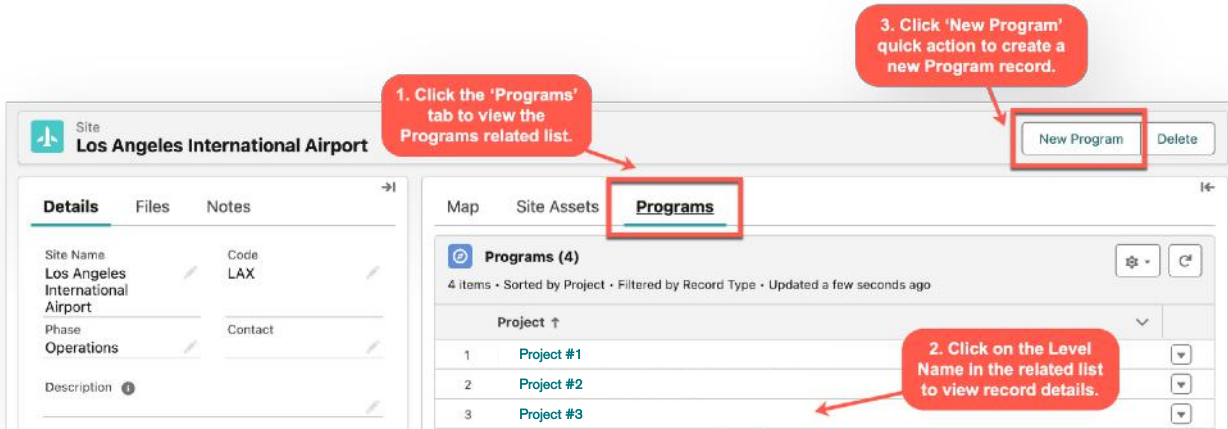 3. Click ‘New Program’
quick action to create a
new Program record.
1. Click the ‘Programs’
tab to view the
Programs related list.
Site
Los Angeles International Airport
New Program
Delete
Details
Files
Notes
Map
Site Assets
Programs
Site Name
Los Angeles
International
Airport
Code
LAX
Phase
Operations
Contact
Description
Programs (4)
4 items • Sorted by Project • Filtered by Record Type • Updated a few seconds ago
Project ↑
1 Project #1
2 Project #2
3 Project #3
2. Click on the Level
Name in the related list
to view record details.